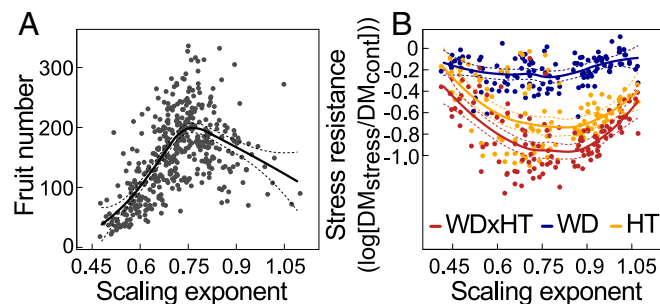 A
Fruit number
300
200
100
0
0.45 0.6 0.75 0.9 1.05
Scaling exponent
B
Stress resistance
(log[DMstress/DMcont]))
0
-0.2
-0.4
-0.6
-0.8
-1.0
WDxHT WD HT
0.45 0.6 0.75 0.9 1.05
Scaling exponent